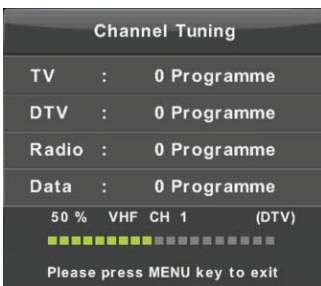 Channel Tuning
TV : 0 Programme
DTV : 0 Programme
Radio : 0 Programme
Data : 0 Programme
50 % VHF CH 1 (DTV)
Please press MENU key to exit